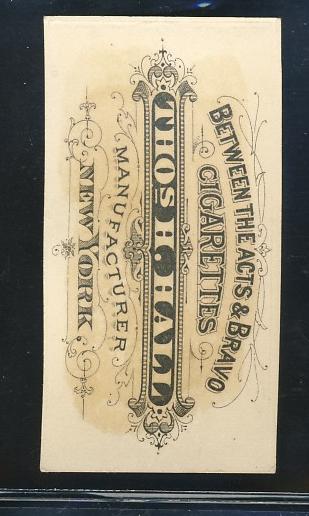 BETWEEN THE ACTS & BRAVO
CIGARETTES
THOS H HALL
MANUFACTURER
NEW YORK